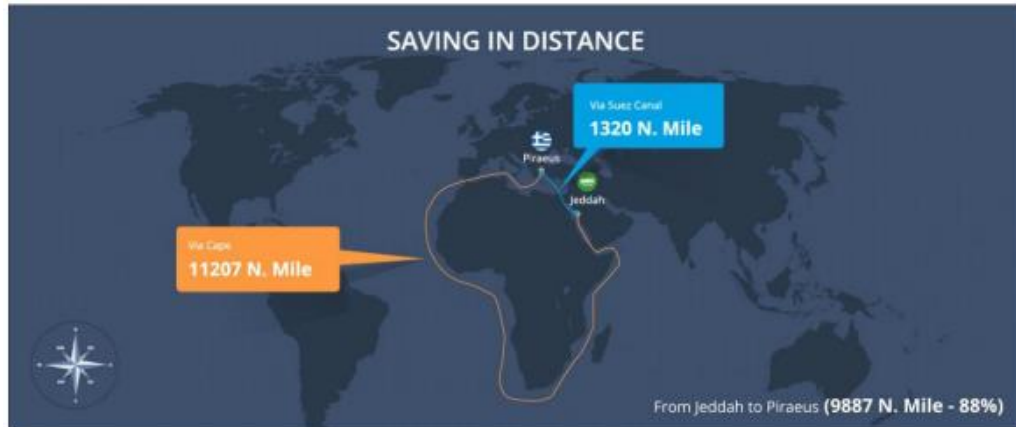 SAVING IN DISTANCE
Via Suez Canal
1320 N. Mile
Piraeus
Jeddah
Via Cape
11207 N. Mile
From Jeddah to Piraeus (9887 N. Mile - 88%)